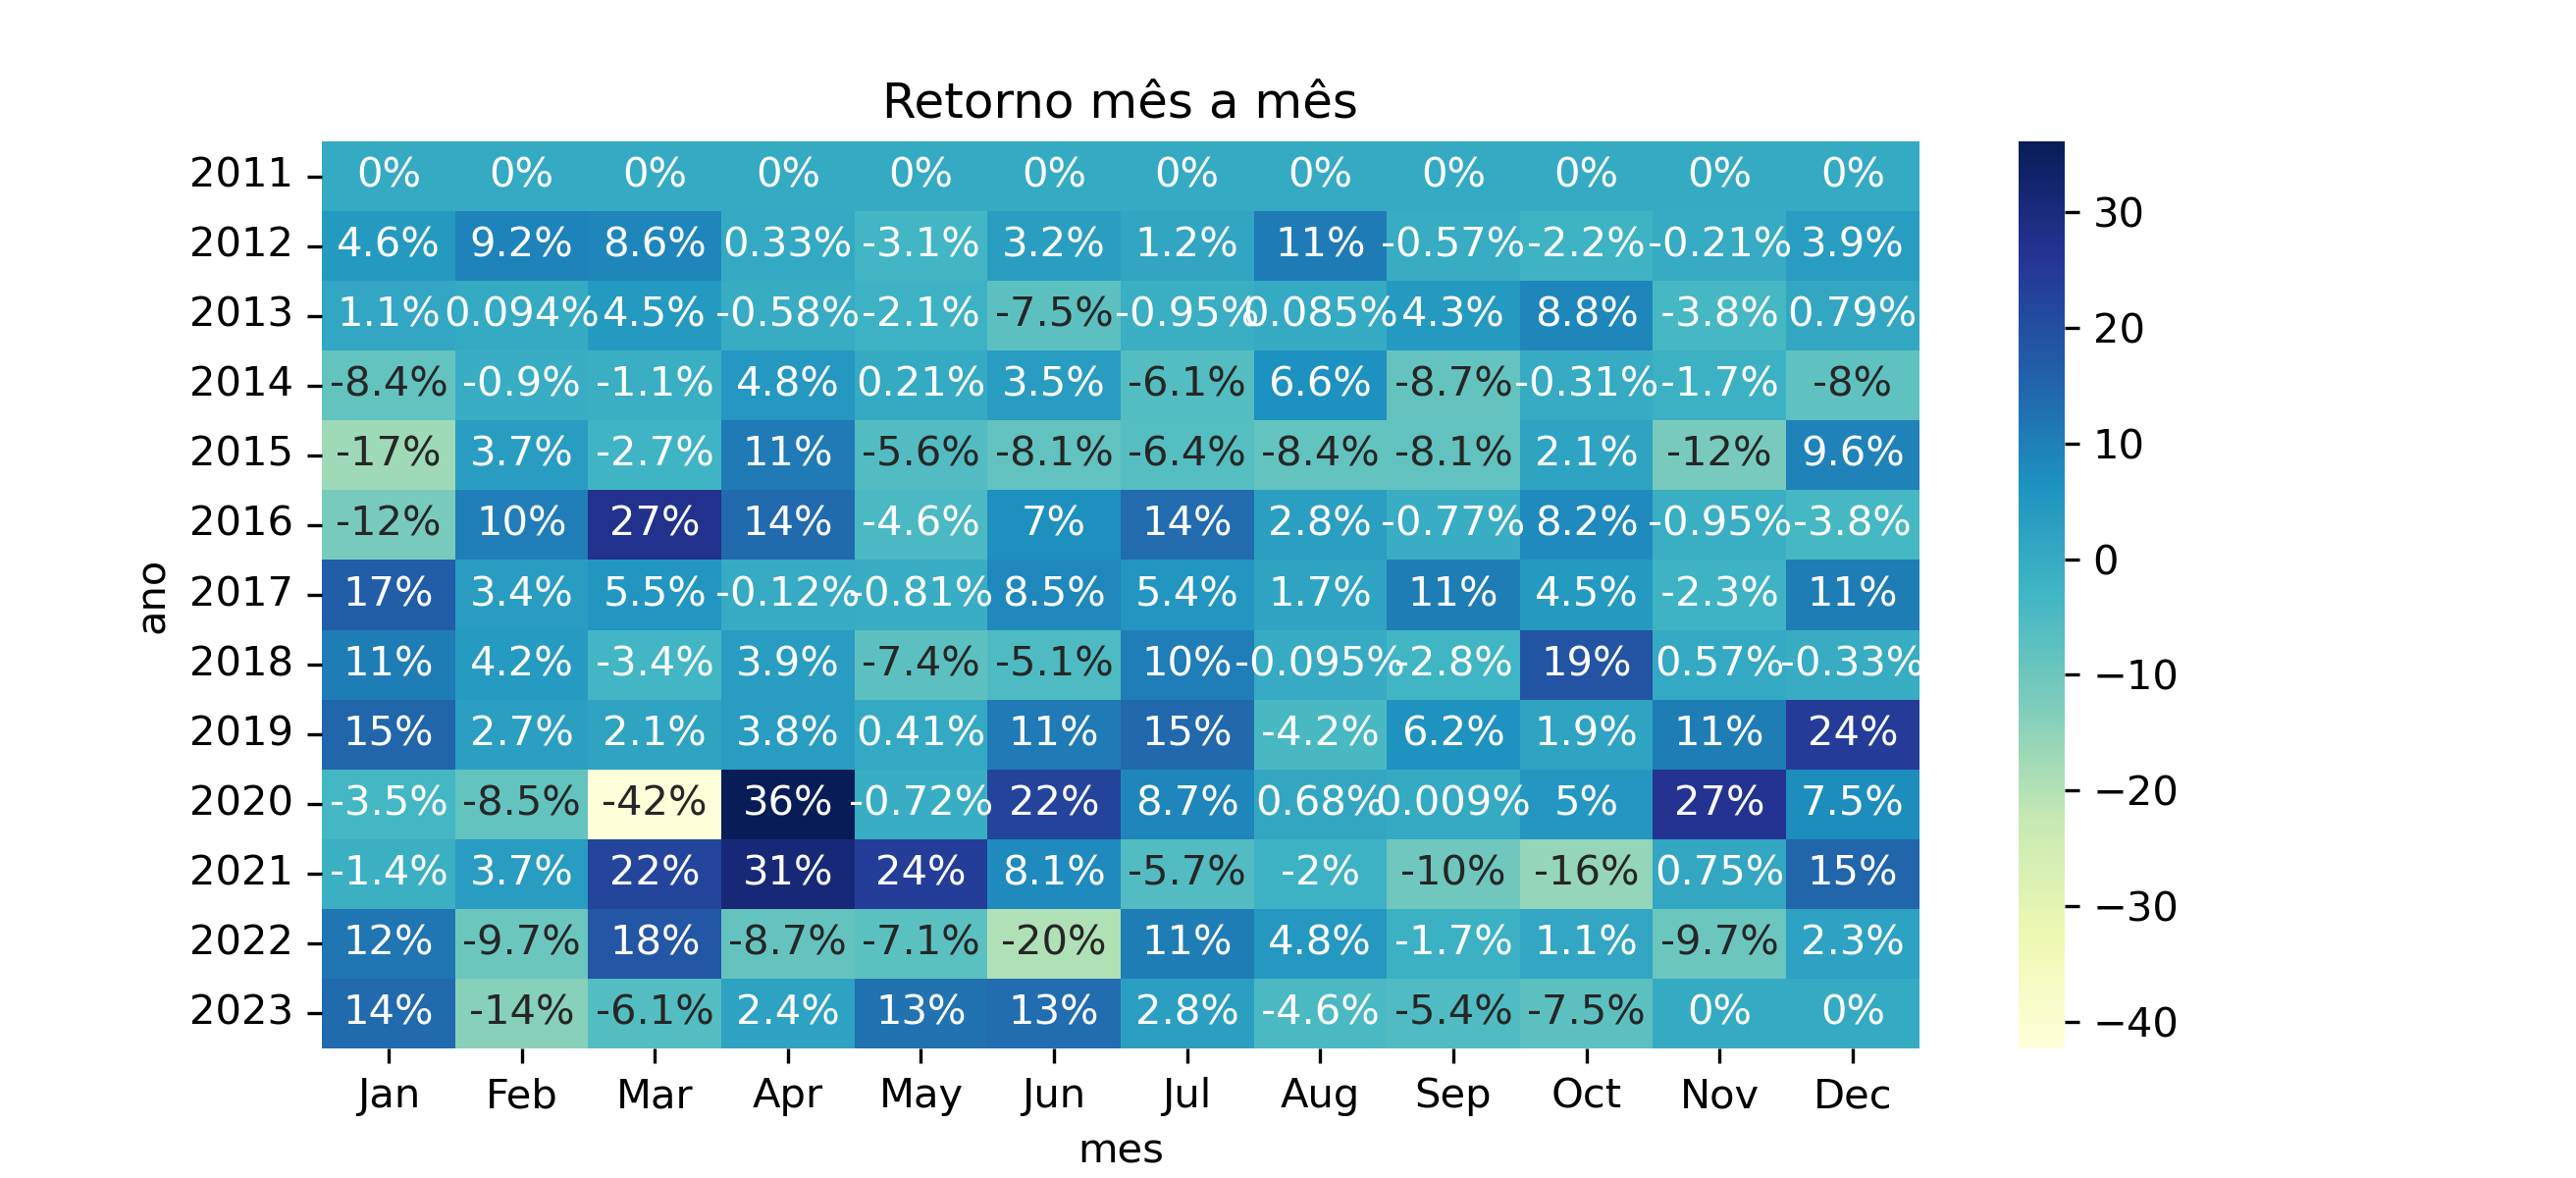 Retorno mês a mês
2011 0% 0% 0% 0% 0% 0% 0% 0% 0% 0% 0% 0%
2012 4.6% 9.2% 8.6% 0.33% -3.1% 3.2% 1.2% 11% -0.57% -2.2% -0.21% 3.9%
2013 1.1% 0.094% 4.5% -0.58% -2.1% -7.5% -0.95% 0.085% 4.3% 8.8% -3.8% 0.79%
2014 -8.4% -0.9% -1.1% 4.8% 0.21% 3.5% -6.1% 6.6% -8.7% -0.31% -1.7% -8%
2015 -17% 3.7% -2.7% 11% -5.6% -8.1% -6.4% -8.4% -8.1% 2.1% -12% 9.6%
2016 -12% 10% 27% 14% -4.6% 7% 14% 2.8% -0.77% 8.2% -0.95% -3.8%
2017 17% 3.4% 5.5% -0.12% -0.81% 8.5% 5.4% 1.7% 11% 4.5% -2.3% 11%
2018 11% 4.2% -3.4% 3.9% -7.4% -5.1% 10% -0.095% -2.8% 19% 0.57% -0.33%
2019 15% 2.7% 2.1% 3.8% 0.41% 11% 15% -4.2% 6.2% 1.9% 11% 24%
2020 -3.5% -8.5% -42% 36% -0.72% 22% 8.7% 0.68% 0.009% 5% 27% 7.5%
2021 -1.4% 3.7% 22% 31% 24% 8.1% -5.7% -2% -10% -16% 0.75% 15%
2022 12% -9.7% 18% -8.7% -7.1% -20% 11% 4.8% -1.7% 1.1% -9.7% 2.3%
2023 14% -14% -6.1% 2.4% 13% 13% 2.8% -4.6% -5.4% -7.5% 0% 0%
Jan Feb Mar Apr May Jun Jul Aug Sep Oct Nov Dec
mes
ano
30
20
10
0
−10
−20
−30
−40